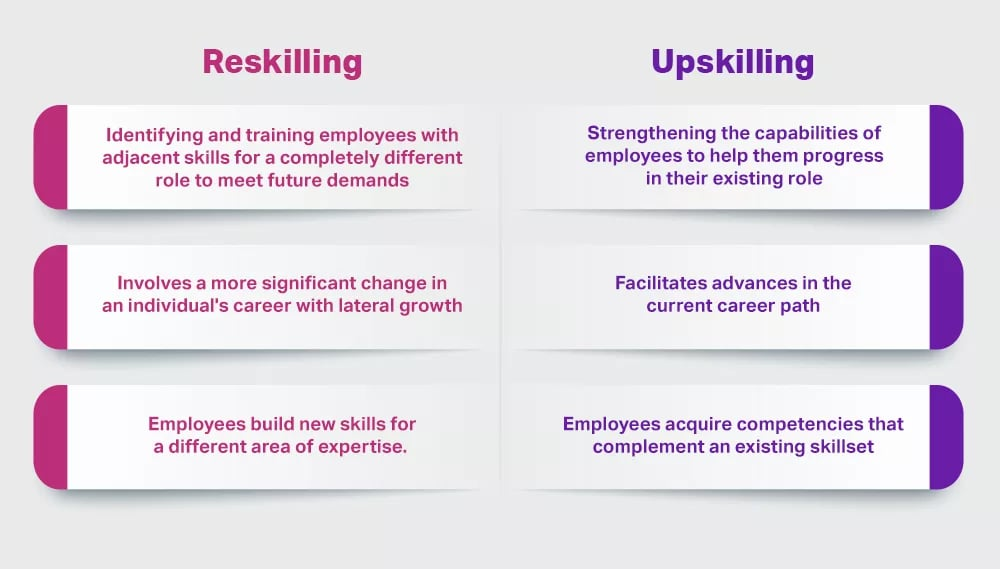 Reskilling
Identifying and training employees with
adjacent skills for a completely different
role to meet future demands
Involves a more significant change in
an individual's career with lateral growth
Employees build new skills for
a different area of expertise.
Upskilling
Strengthening the capabilities of
employees to help them progress
in their existing role
Facilitates advances in the
current career path
Employees acquire competencies that
complement an existing skillset